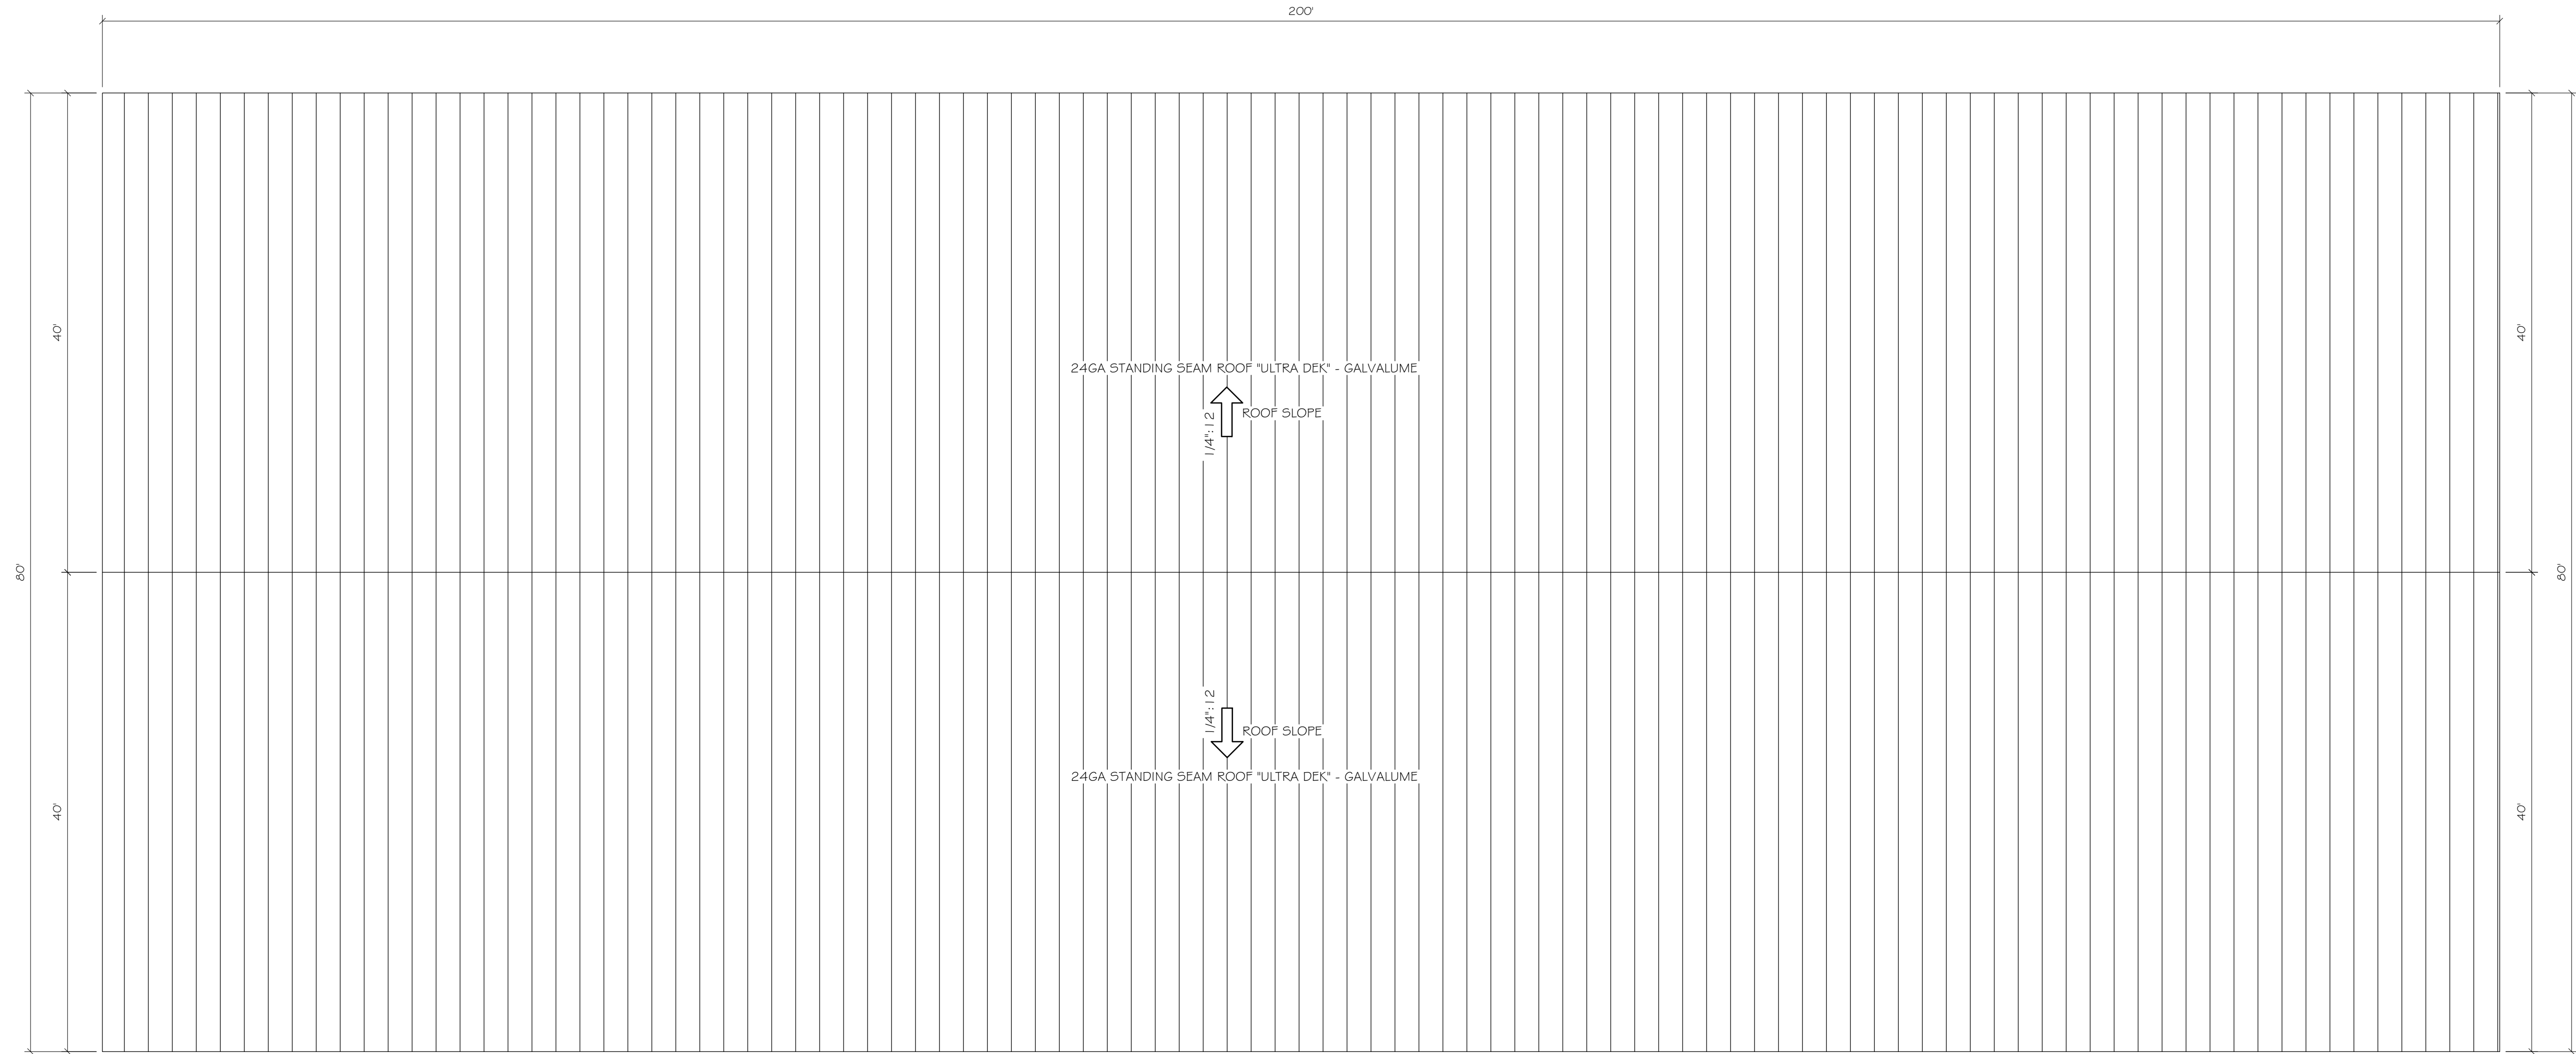 200'
40'
40'
24GA STANDING SEAM ROOF "ULTRA DEK" - GALVALUME
ROOF SLOPE
1/4":12
80'
80'
1/4":12
ROOF SLOPE
24GA STANDING SEAM ROOF "ULTRA DEK" - GALVALUME
40'
40'